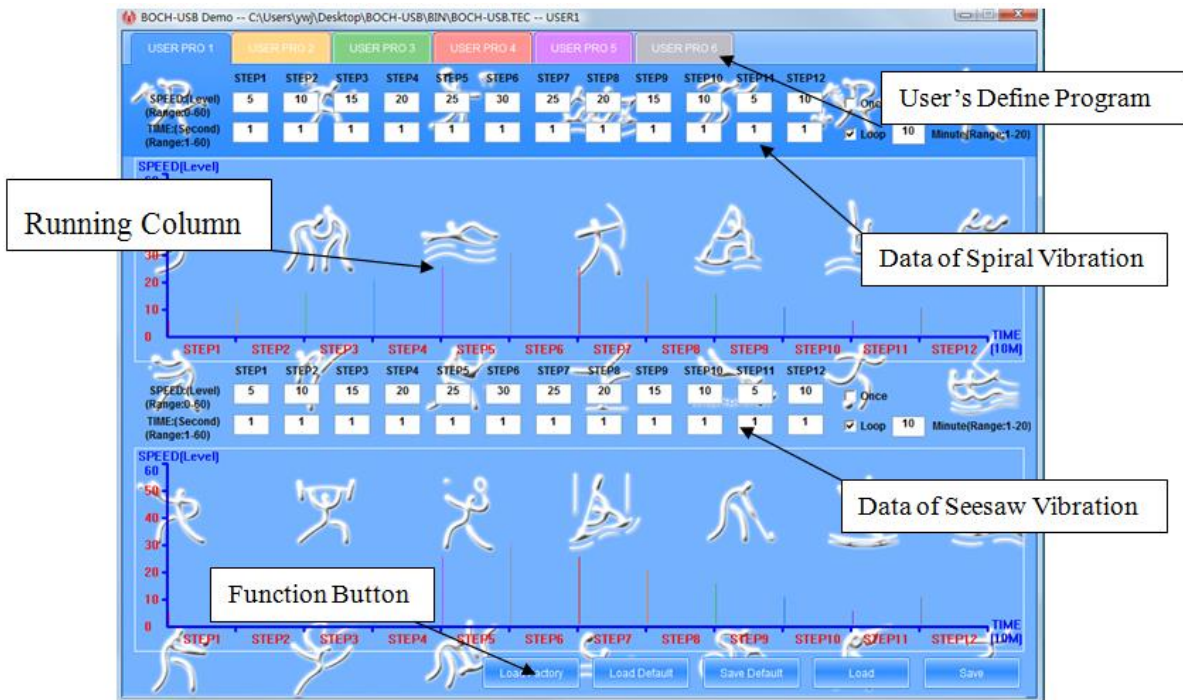 BOCH-USB Demo -- C:\Users\ywj\Desktop\BOCH-USB\BIN\BOCH-USB.TEC -- USER1
USER PRO 1 USER PRO 2 USER PRO 3 USER PRO 4 USER PRO 5 USER PRO 6
STEP1 STEP2 STEP3 STEP4 STEP5 STEP6 STEP7 STEP8 STEP9 STEP10 STEP11 STEP12
SPEED:(Level) 5 10 15 20 25 30 25 20 15 10 5 10 Once
(Range:0-60)
TIME:(Second) 1 1 1 1 1 1 1 1 1 1 1 1 Loop 10 Minute(Range:1-20)
(Range:1-60)
User's Define Program
SPEED(Level)
Running Column
Data of Spiral Vibration
30
20
10
0
TIME
STEP1 STEP2 STEP3 STEP4 STEP5 STEP6 STEP7 STEP8 STEP9 STEP10 STEP11 STEP12 (10M)
STEP1 STEP2 STEP3 STEP4 STEP5 STEP6 STEP7 STEP8 STEP9 STEP10 STEP11 STEP12
SPEED:(Level) 5 10 15 20 25 30 25 20 15 10 5 10 Once
(Range:0-60)
TIME:(Second) 1 1 1 1 1 1 1 1 1 1 1 1 Loop 10 Minute(Range:1-20)
(Range:1-60)
SPEED(Level)
60
50
40
30
20
10
0
Data of Seesaw Vibration
Function Button
TIME
STEP1 STEP2 STEP3 STEP4 STEP5 STEP6 STEP7 STEP8 STEP9 STEP10 STEP11 STEP12 (10M)
Load Factory Load Default Save Default Load Save